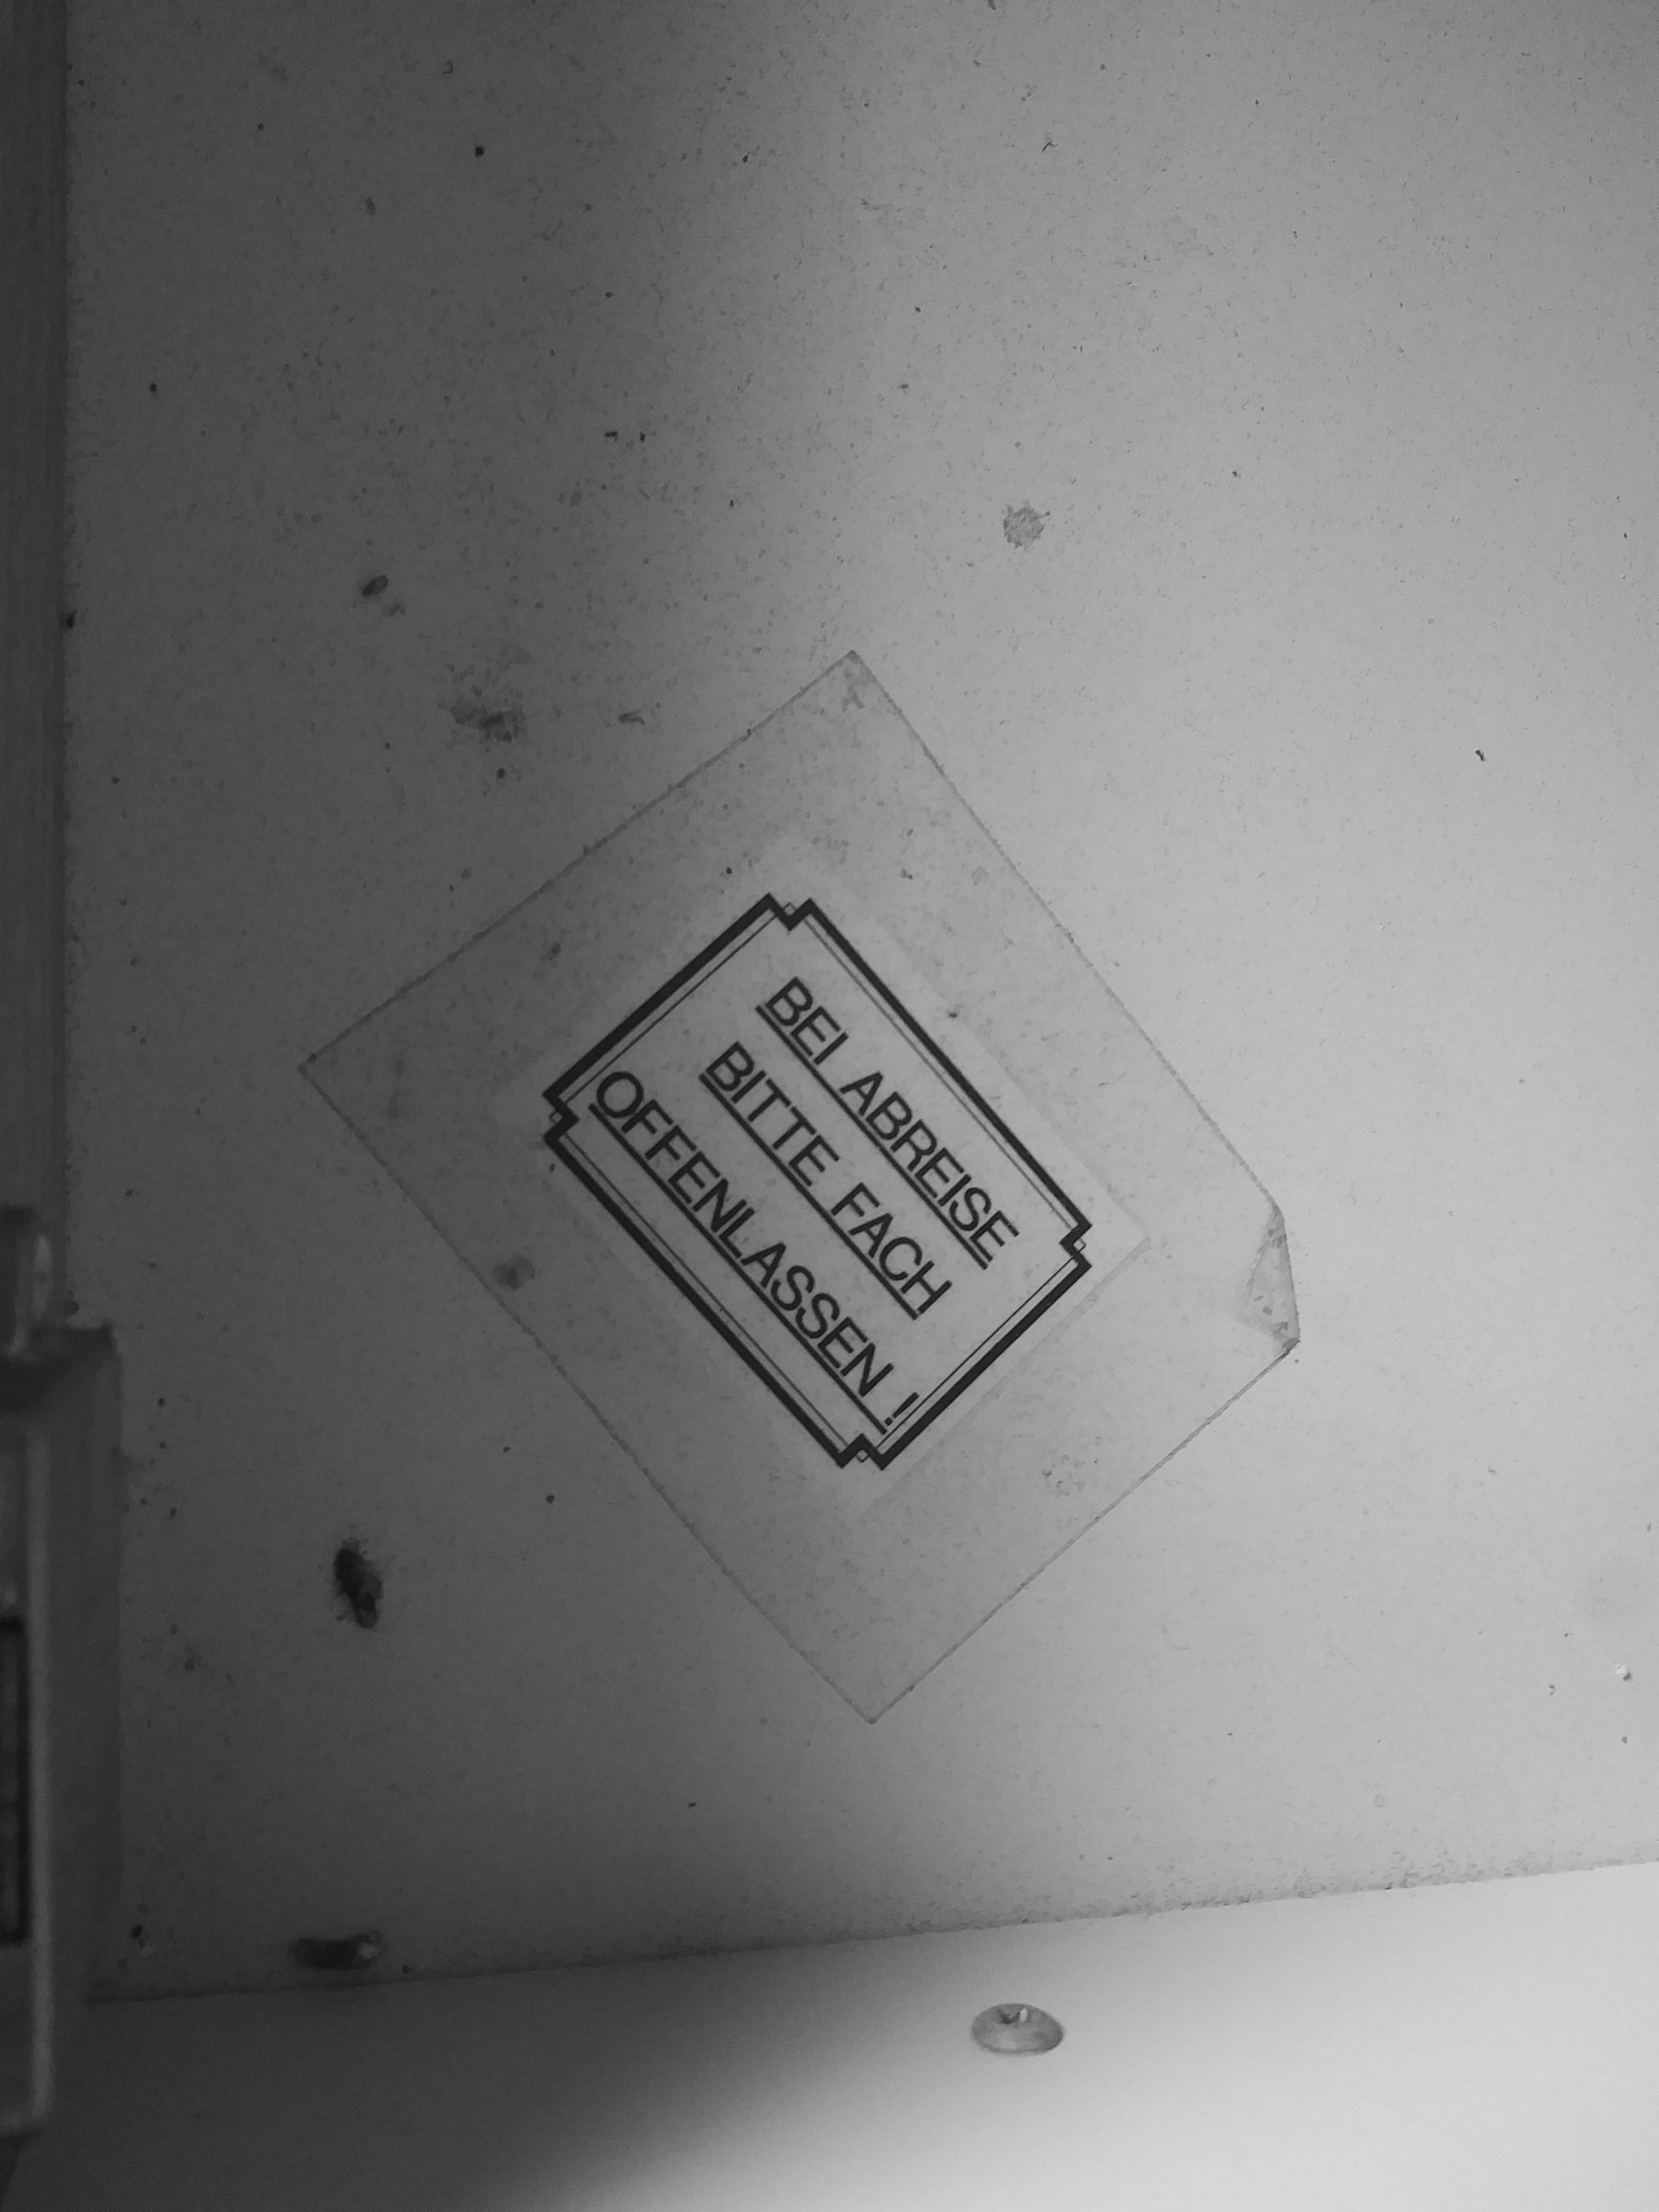 BEI ABREISE
BITTE FACH
OFFENLASSEN !